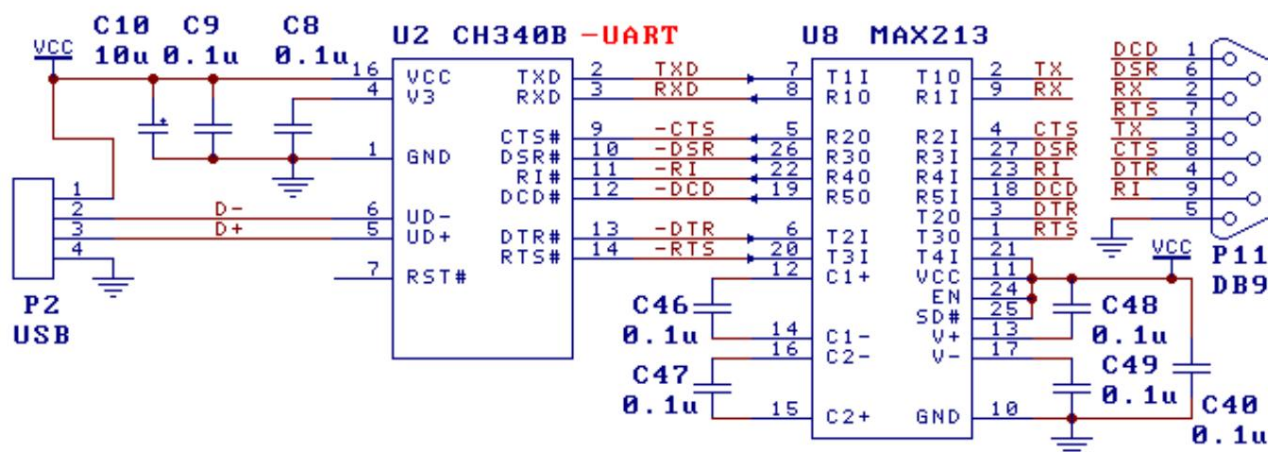 C10 C9 C8 U2 CH340B -UART U8 MAX213
VCC 10u 0.1u 0.1u
16 VCC TXD 2 TXD 7 T1I T1O 2 TX DCD 1
4 V3 RXD 3 RXD 8 R1O R1I 9 RX DSR 6
RX 2
RTS 7
CTS# 9 -CTS 5 R2O R2I 4 CTS TX 3
1 GND DSR# 10 -DSR 26 R3O R3I 27 DSR CTS 8
RI# 11 -RI 22 R4O R4I 23 RI DTR 4
1 DCD# 12 -DCD 19 R5O R5I 18 DCD RI 9
2 D- 6 UD- T2O 3 DTR 5
3 D+ 5 UD+ DTR# 13 -DTR 6 T2I T3O 1 RTS
4 RTS# 14 -RTS 20 T3I T4I 21 VCC P11
7 RST# 12 C1+ VCC 11 DB9
P2 C46 EN 24
USB 0.1u SD# 25 C48
14 C1- V+ 13 0.1u
16 C2- V- 17
C47 C49
0.1u 0.1u
15 C2+ GND 10 C40
0.1u